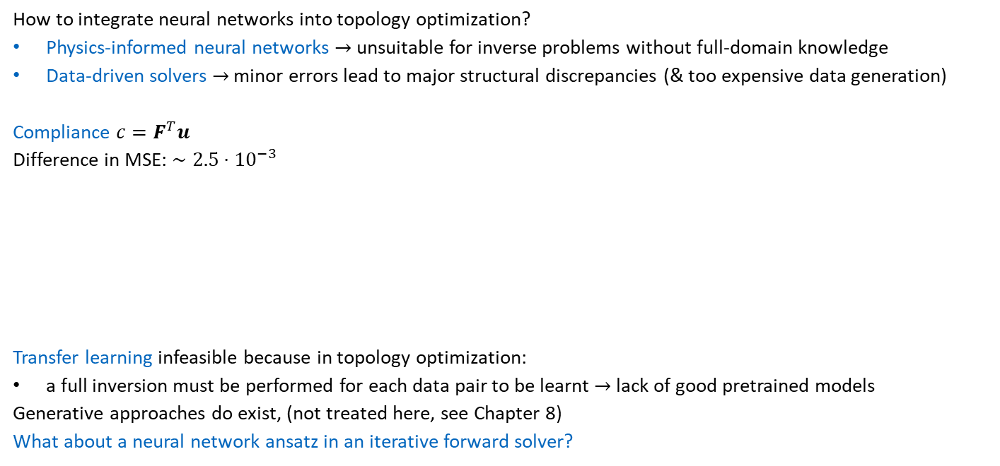 How to integrate neural networks into topology optimization?
• Physics-informed neural networks → unsuitable for inverse problems without full-domain knowledge
• Data-driven solvers → minor errors lead to major structural discrepancies (& too expensive data generation)
Compliance 𝑐 = 𝑭ᵀ𝒖
Difference in MSE: ~ 2.5 · 10⁻³
Transfer learning infeasible because in topology optimization:
• a full inversion must be performed for each data pair to be learnt → lack of good pretrained models
Generative approaches do exist, (not treated here, see Chapter 8)
What about a neural network ansatz in an iterative forward solver?